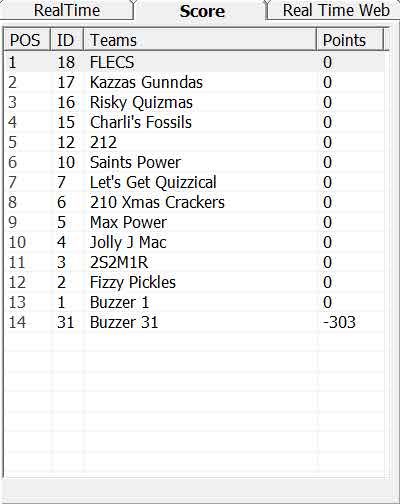 RealTime Score Real Time Web
POS ID Teams Points
1 18 FLECS 0
2 17 Kazzas Gunndas 0
3 16 Risky Quizmas 0
4 15 Charli's Fossils 0
5 12 212 0
6 10 Saints Power 0
7 7 Let's Get Quizzical 0
8 6 210 Xmas Crackers 0
9 5 Max Power 0
10 4 Jolly J Mac 0
11 3 2S2M1R 0
12 2 Fizzy Pickles 0
13 1 Buzzer 1 0
14 31 Buzzer 31 -303